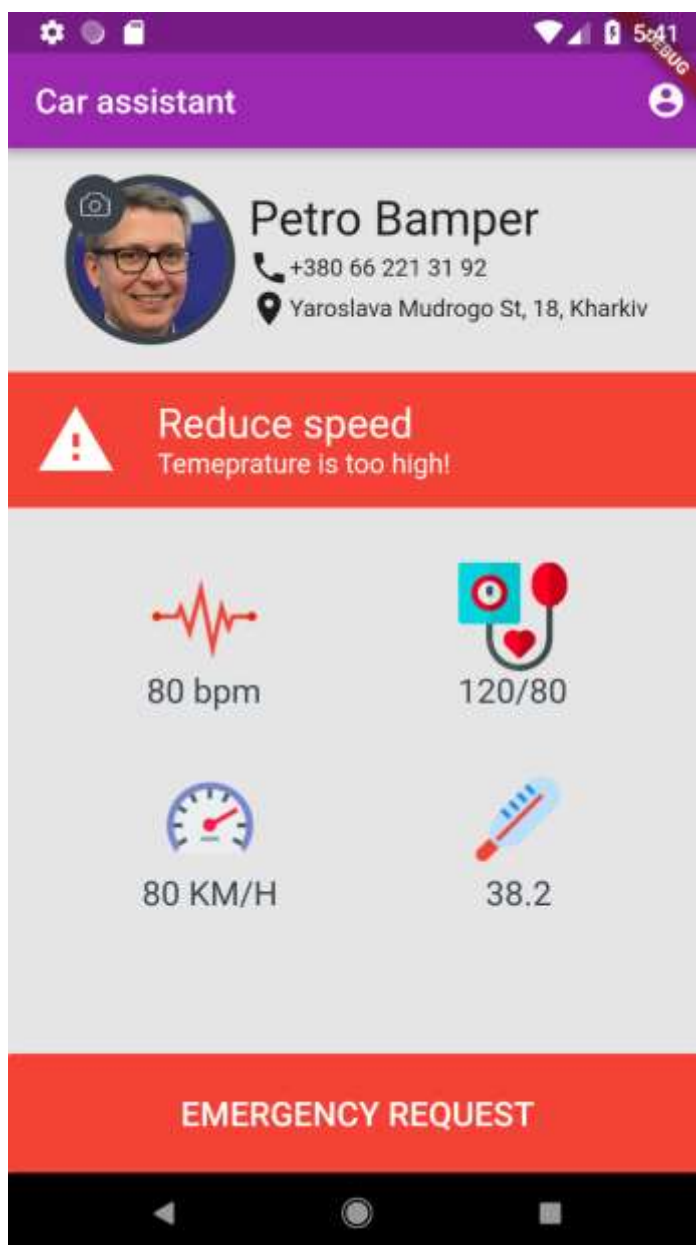 5:41
DEBUG
Car assistant
Petro Bamper
+380 66 221 31 92
Yaroslava Mudrogo St, 18, Kharkiv
Reduce speed
Temeprature is too high!
80 bpm
120/80
80 KM/H
38.2
EMERGENCY REQUEST